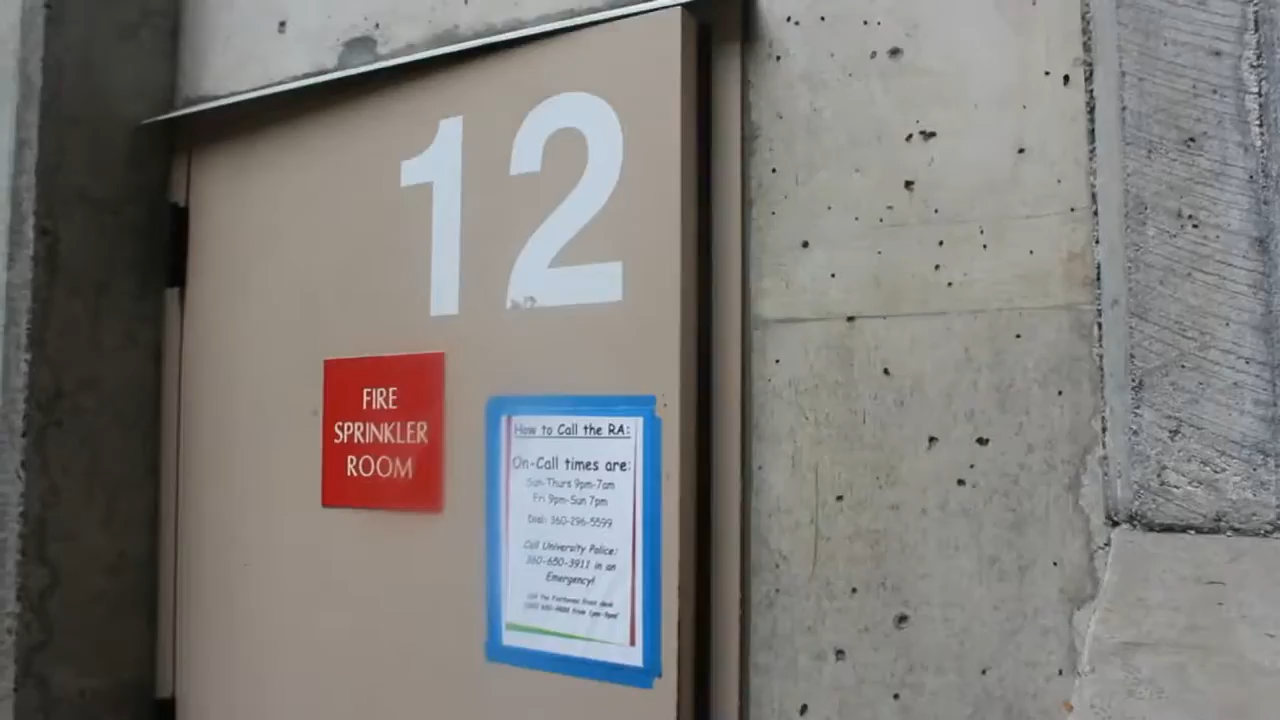 12
FIRE
SPRINKLER
ROOM
How to Call the RA:
On-Call times are:
Sun-Thurs 9pm-7am
Fri 9pm-Sun 7pm
360-296-5599
Call University Police:
360-650-3911 in an
Emergency!